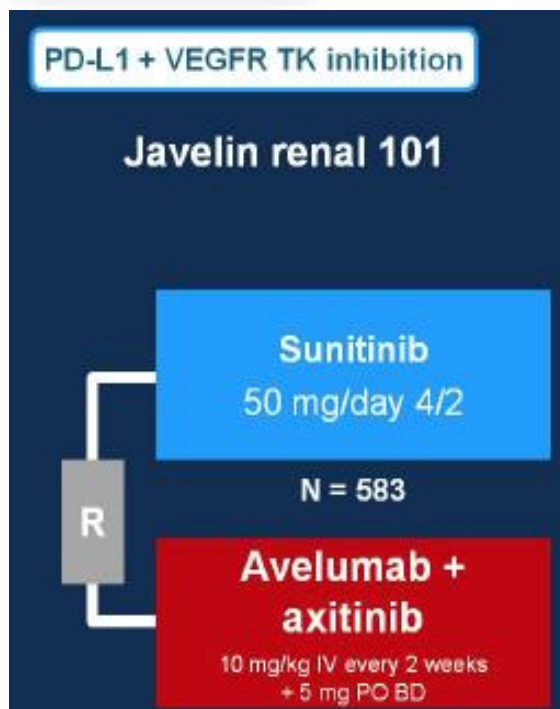 PD-L1 + VEGFR TK inhibition
Javelin renal 101
Sunitinib
50 mg/day 4/2
N = 583
R
Avelumab +
axitinib
10 mg/kg IV every 2 weeks
+ 5 mg PO BD